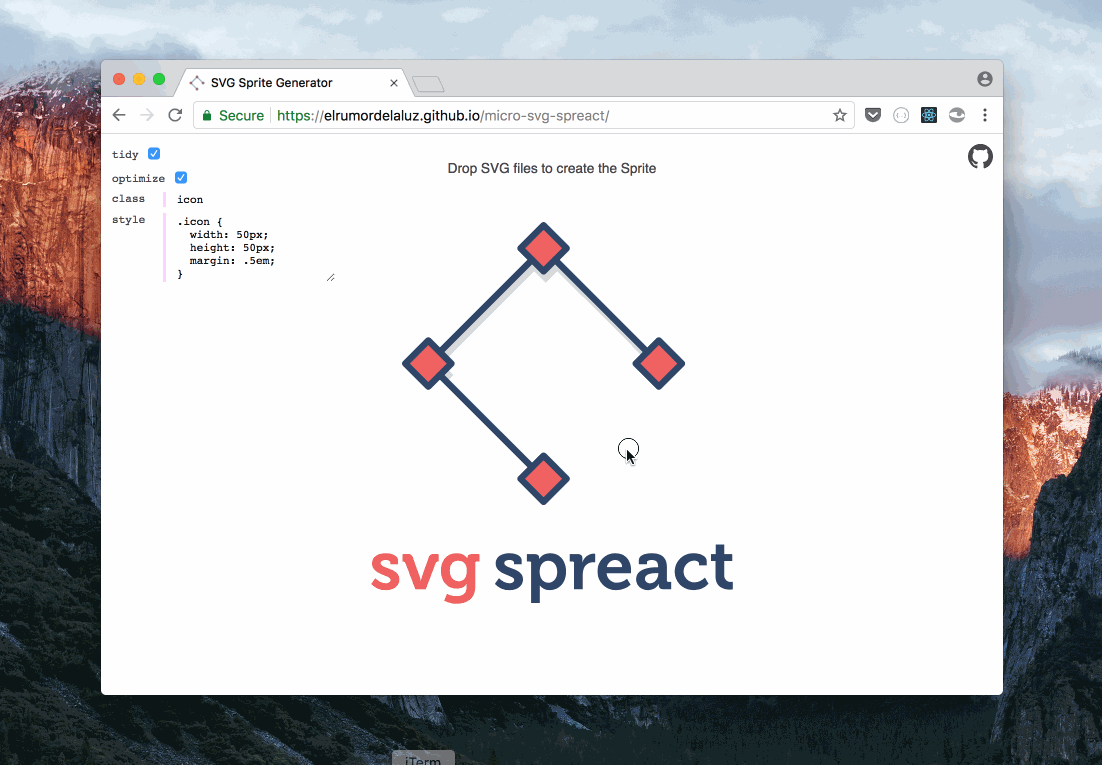 SVG Sprite Generator
Secure https://elrumordelaluz.github.io/micro-svg-spreact/
tidy
optimize
class icon
style .icon {
width: 50px;
height: 50px;
margin: .5em;
}
Drop SVG files to create the Sprite
svg spreact
iTerm